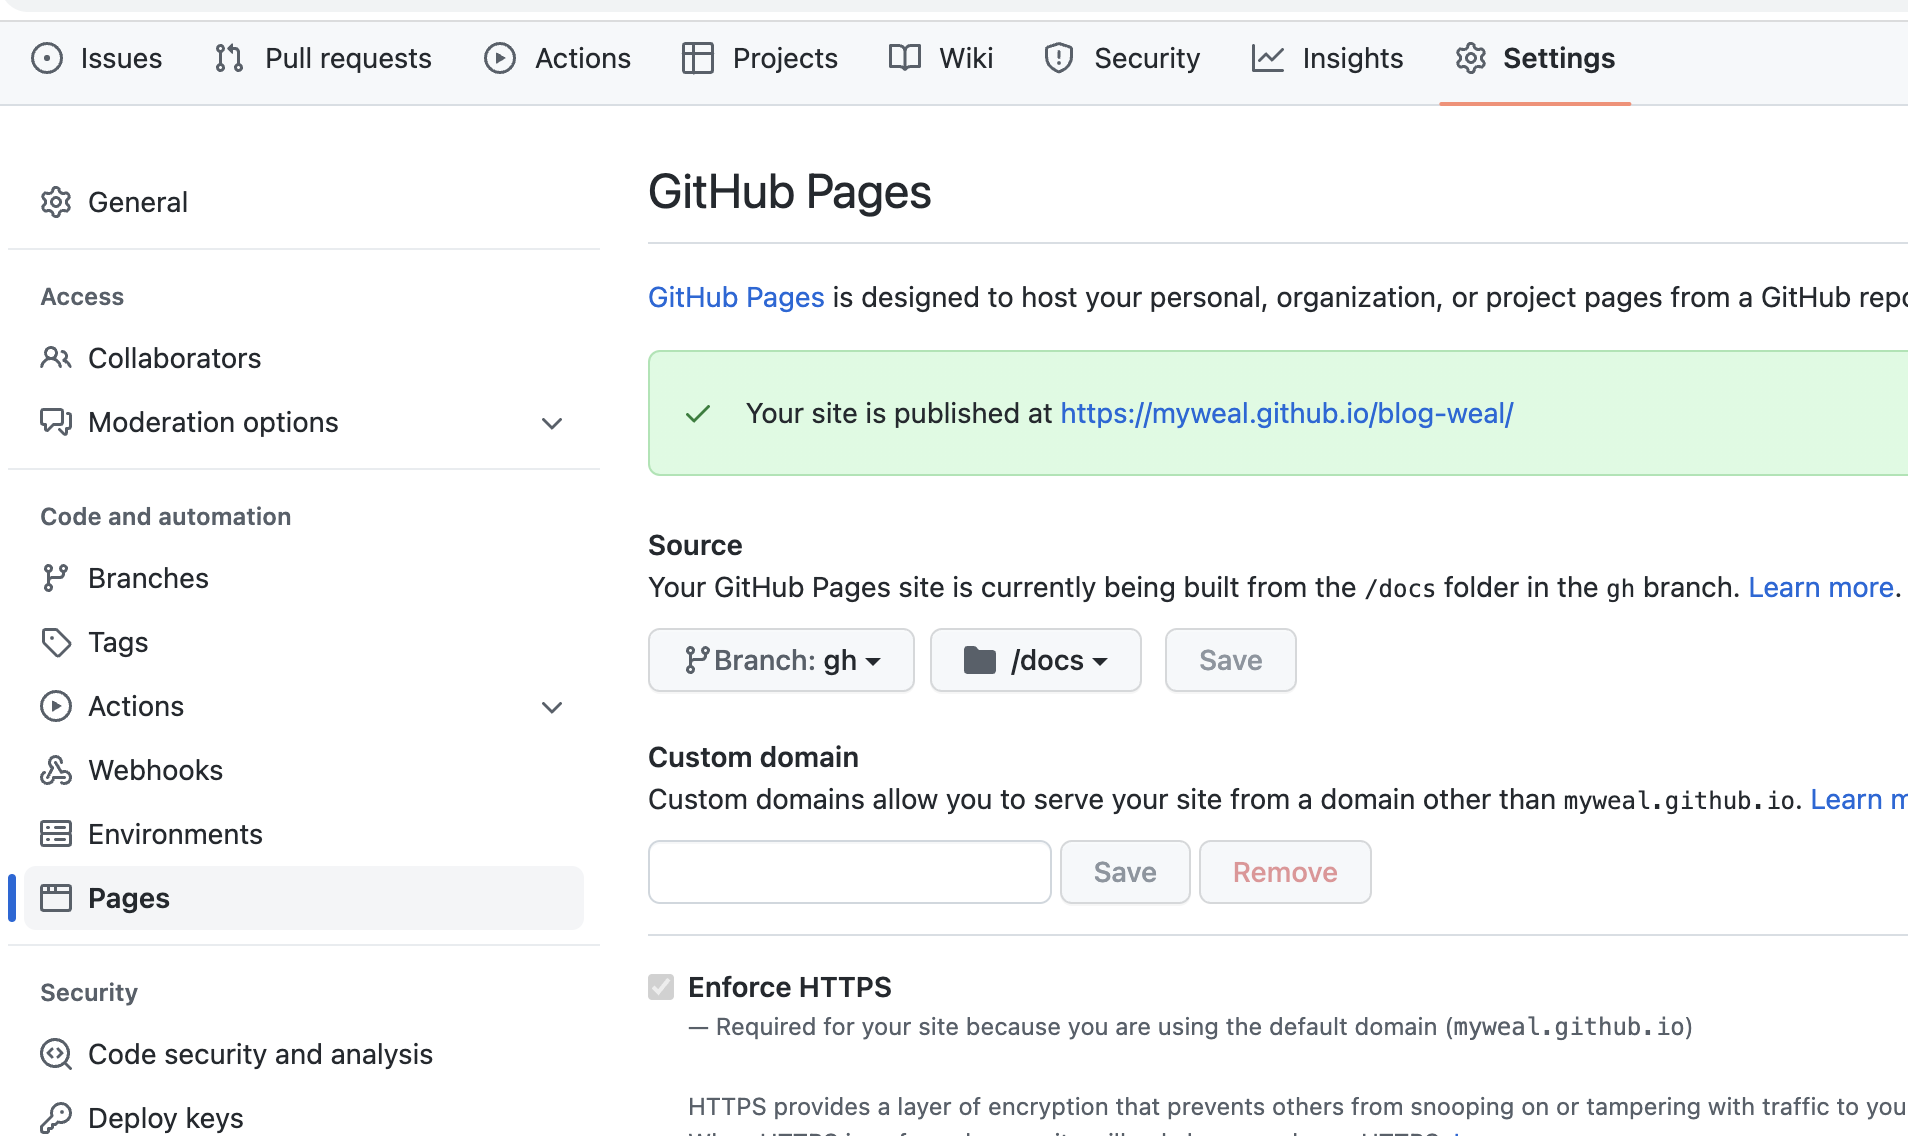 Issues Pull requests Actions Projects Wiki Security Insights Settings
General
Access
Collaborators
Moderation options
Code and automation
Branches
Tags
Actions
Webhooks
Environments
Pages
Security
Code security and analysis
Deploy keys
GitHub Pages
GitHub Pages is designed to host your personal, organization, or project pages from a GitHub repo
Your site is published at https://myweal.github.io/blog-weal/
Source
Your GitHub Pages site is currently being built from the /docs folder in the gh branch. Learn more.
Branch: gh /docs Save
Custom domain
Custom domains allow you to serve your site from a domain other than myweal.github.io. Learn m
Save Remove
Enforce HTTPS
— Required for your site because you are using the default domain (myweal.github.io)
HTTPS provides a layer of encryption that prevents others from snooping on or tampering with traffic to you